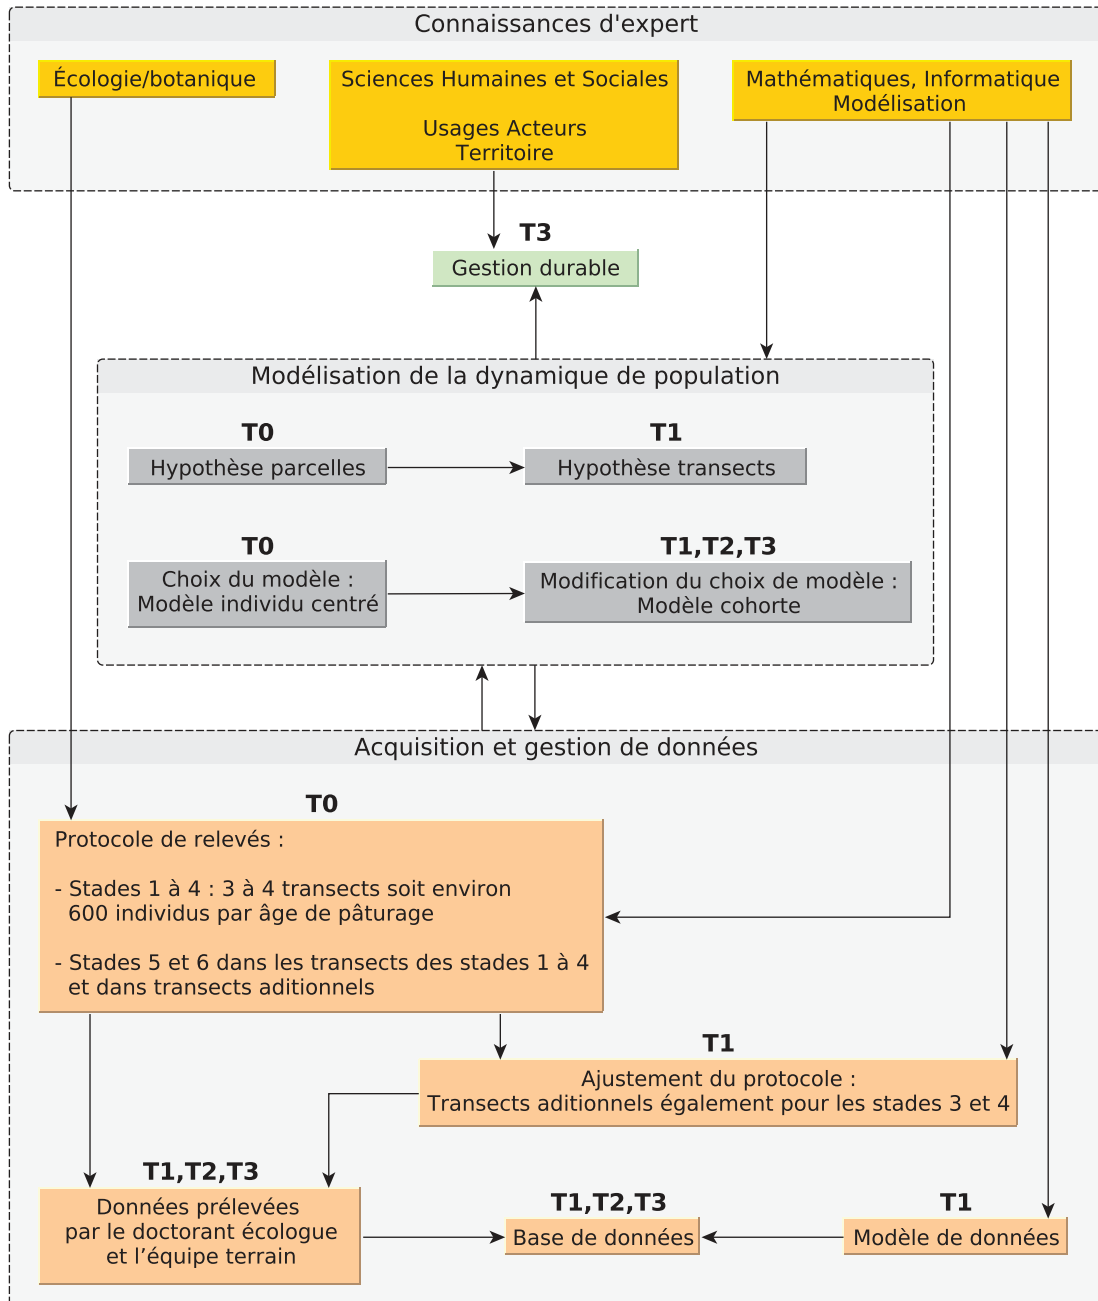 Connaissances d'expert
Écologie/botanique
Sciences Humaines et Sociales
Usages Acteurs
Territoire
Mathématiques, Informatique
Modélisation
T3
Gestion durable
Modélisation de la dynamique de population
T0
Hypothèse parcelles
T1
Hypothèse transects
T0
Choix du modèle :
Modèle individu centré
T1,T2,T3
Modification du choix de modèle :
Modèle cohorte
Acquisition et gestion de données
T0
Protocole de relevés :
- Stades 1 à 4 : 3 à 4 transects soit environ
600 individus par âge de pâturage
- Stades 5 et 6 dans les transects des stades 1 à 4
et dans transects aditionnels
T1
Ajustement du protocole :
Transects aditionnels également pour les stades 3 et 4
T1,T2,T3
Données prélevées
par le doctorant écologue
et l’équipe terrain
T1,T2,T3
Base de données
T1
Modèle de données